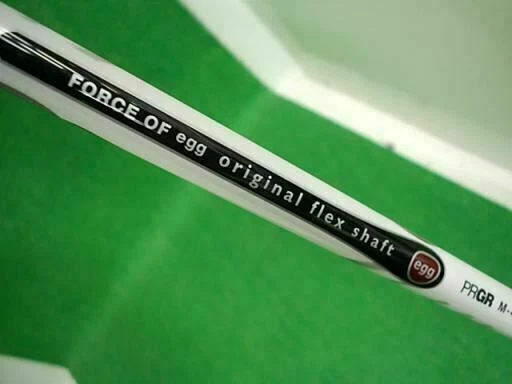 FORCE OF egg original flex shaft
egg
PRGR M-